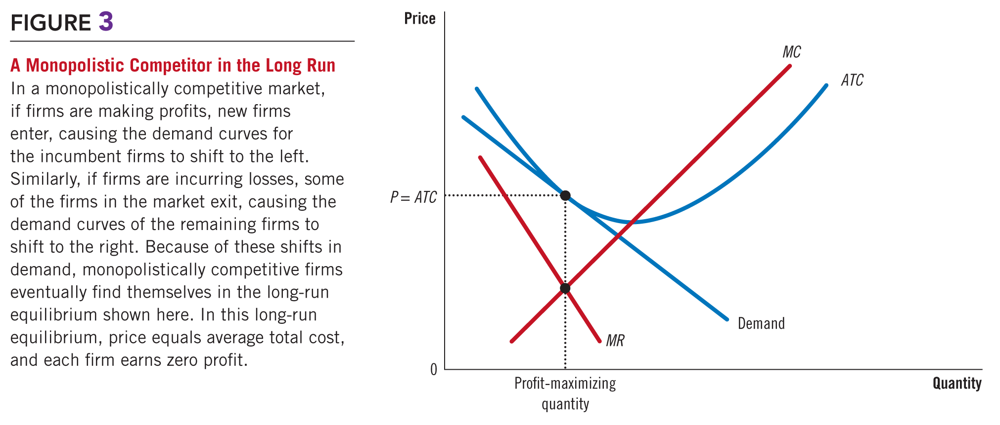 FIGURE 3
A Monopolistic Competitor in the Long Run
In a monopolistically competitive market,
if firms are making profits, new firms
enter, causing the demand curves for
the incumbent firms to shift to the left.
Similarly, if firms are incurring losses, some
of the firms in the market exit, causing the
demand curves of the remaining firms to
shift to the right. Because of these shifts in
demand, monopolistically competitive firms
eventually find themselves in the long-run
equilibrium shown here. In this long-run
equilibrium, price equals average total cost,
and each firm earns zero profit.
Price
MC
ATC
P = ATC
Demand
MR
0
Profit-maximizing
quantity
Quantity